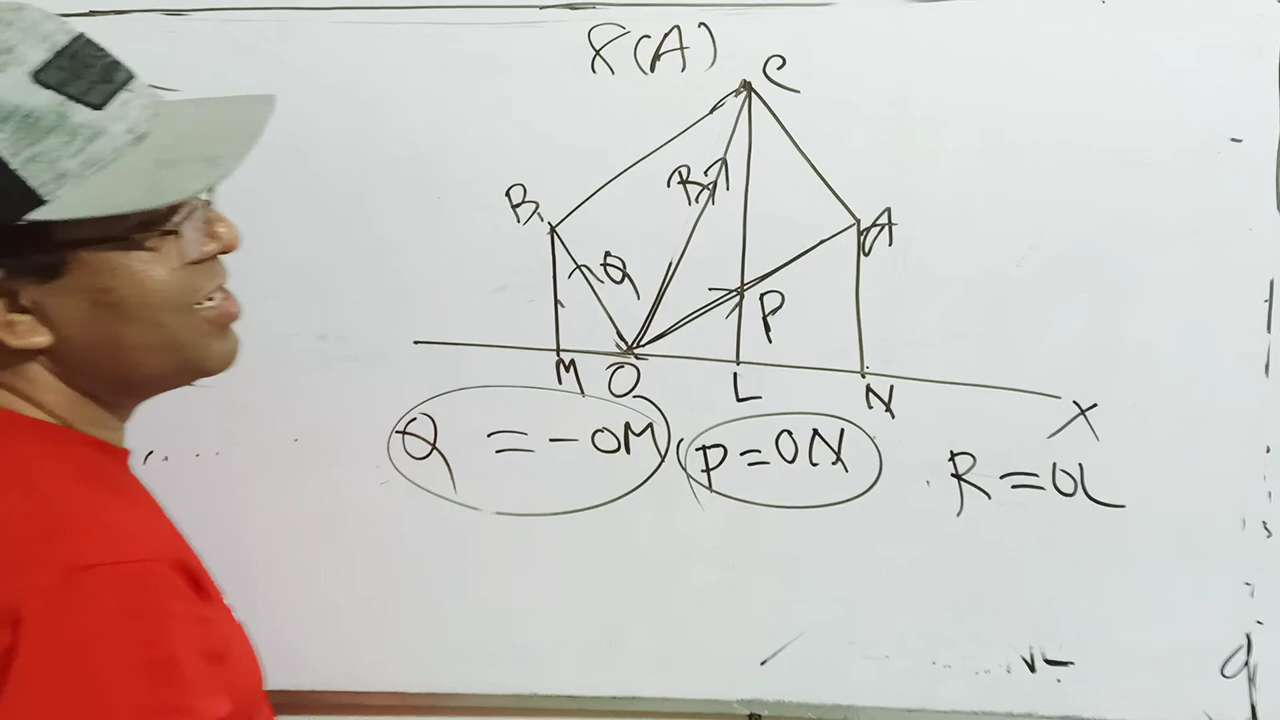 8(A)
C
R
B
A
Q
P
M O L N
X
Q = -OM, P = ON R = OL